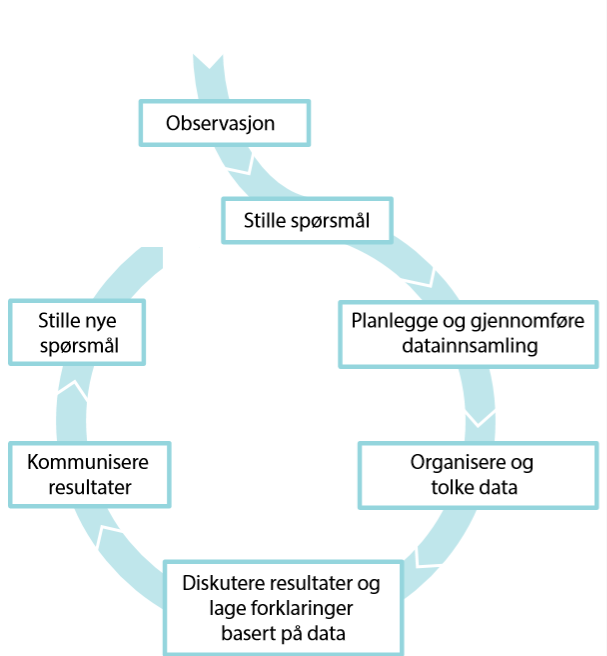 Observasjon
Stille spørsmål
Planlegge og gjennomføre
datainnsamling
Organisere og
tolke data
Diskutere resultater og
lage forklaringer
basert på data
Kommunisere
resultater
Stille nye
spørsmål